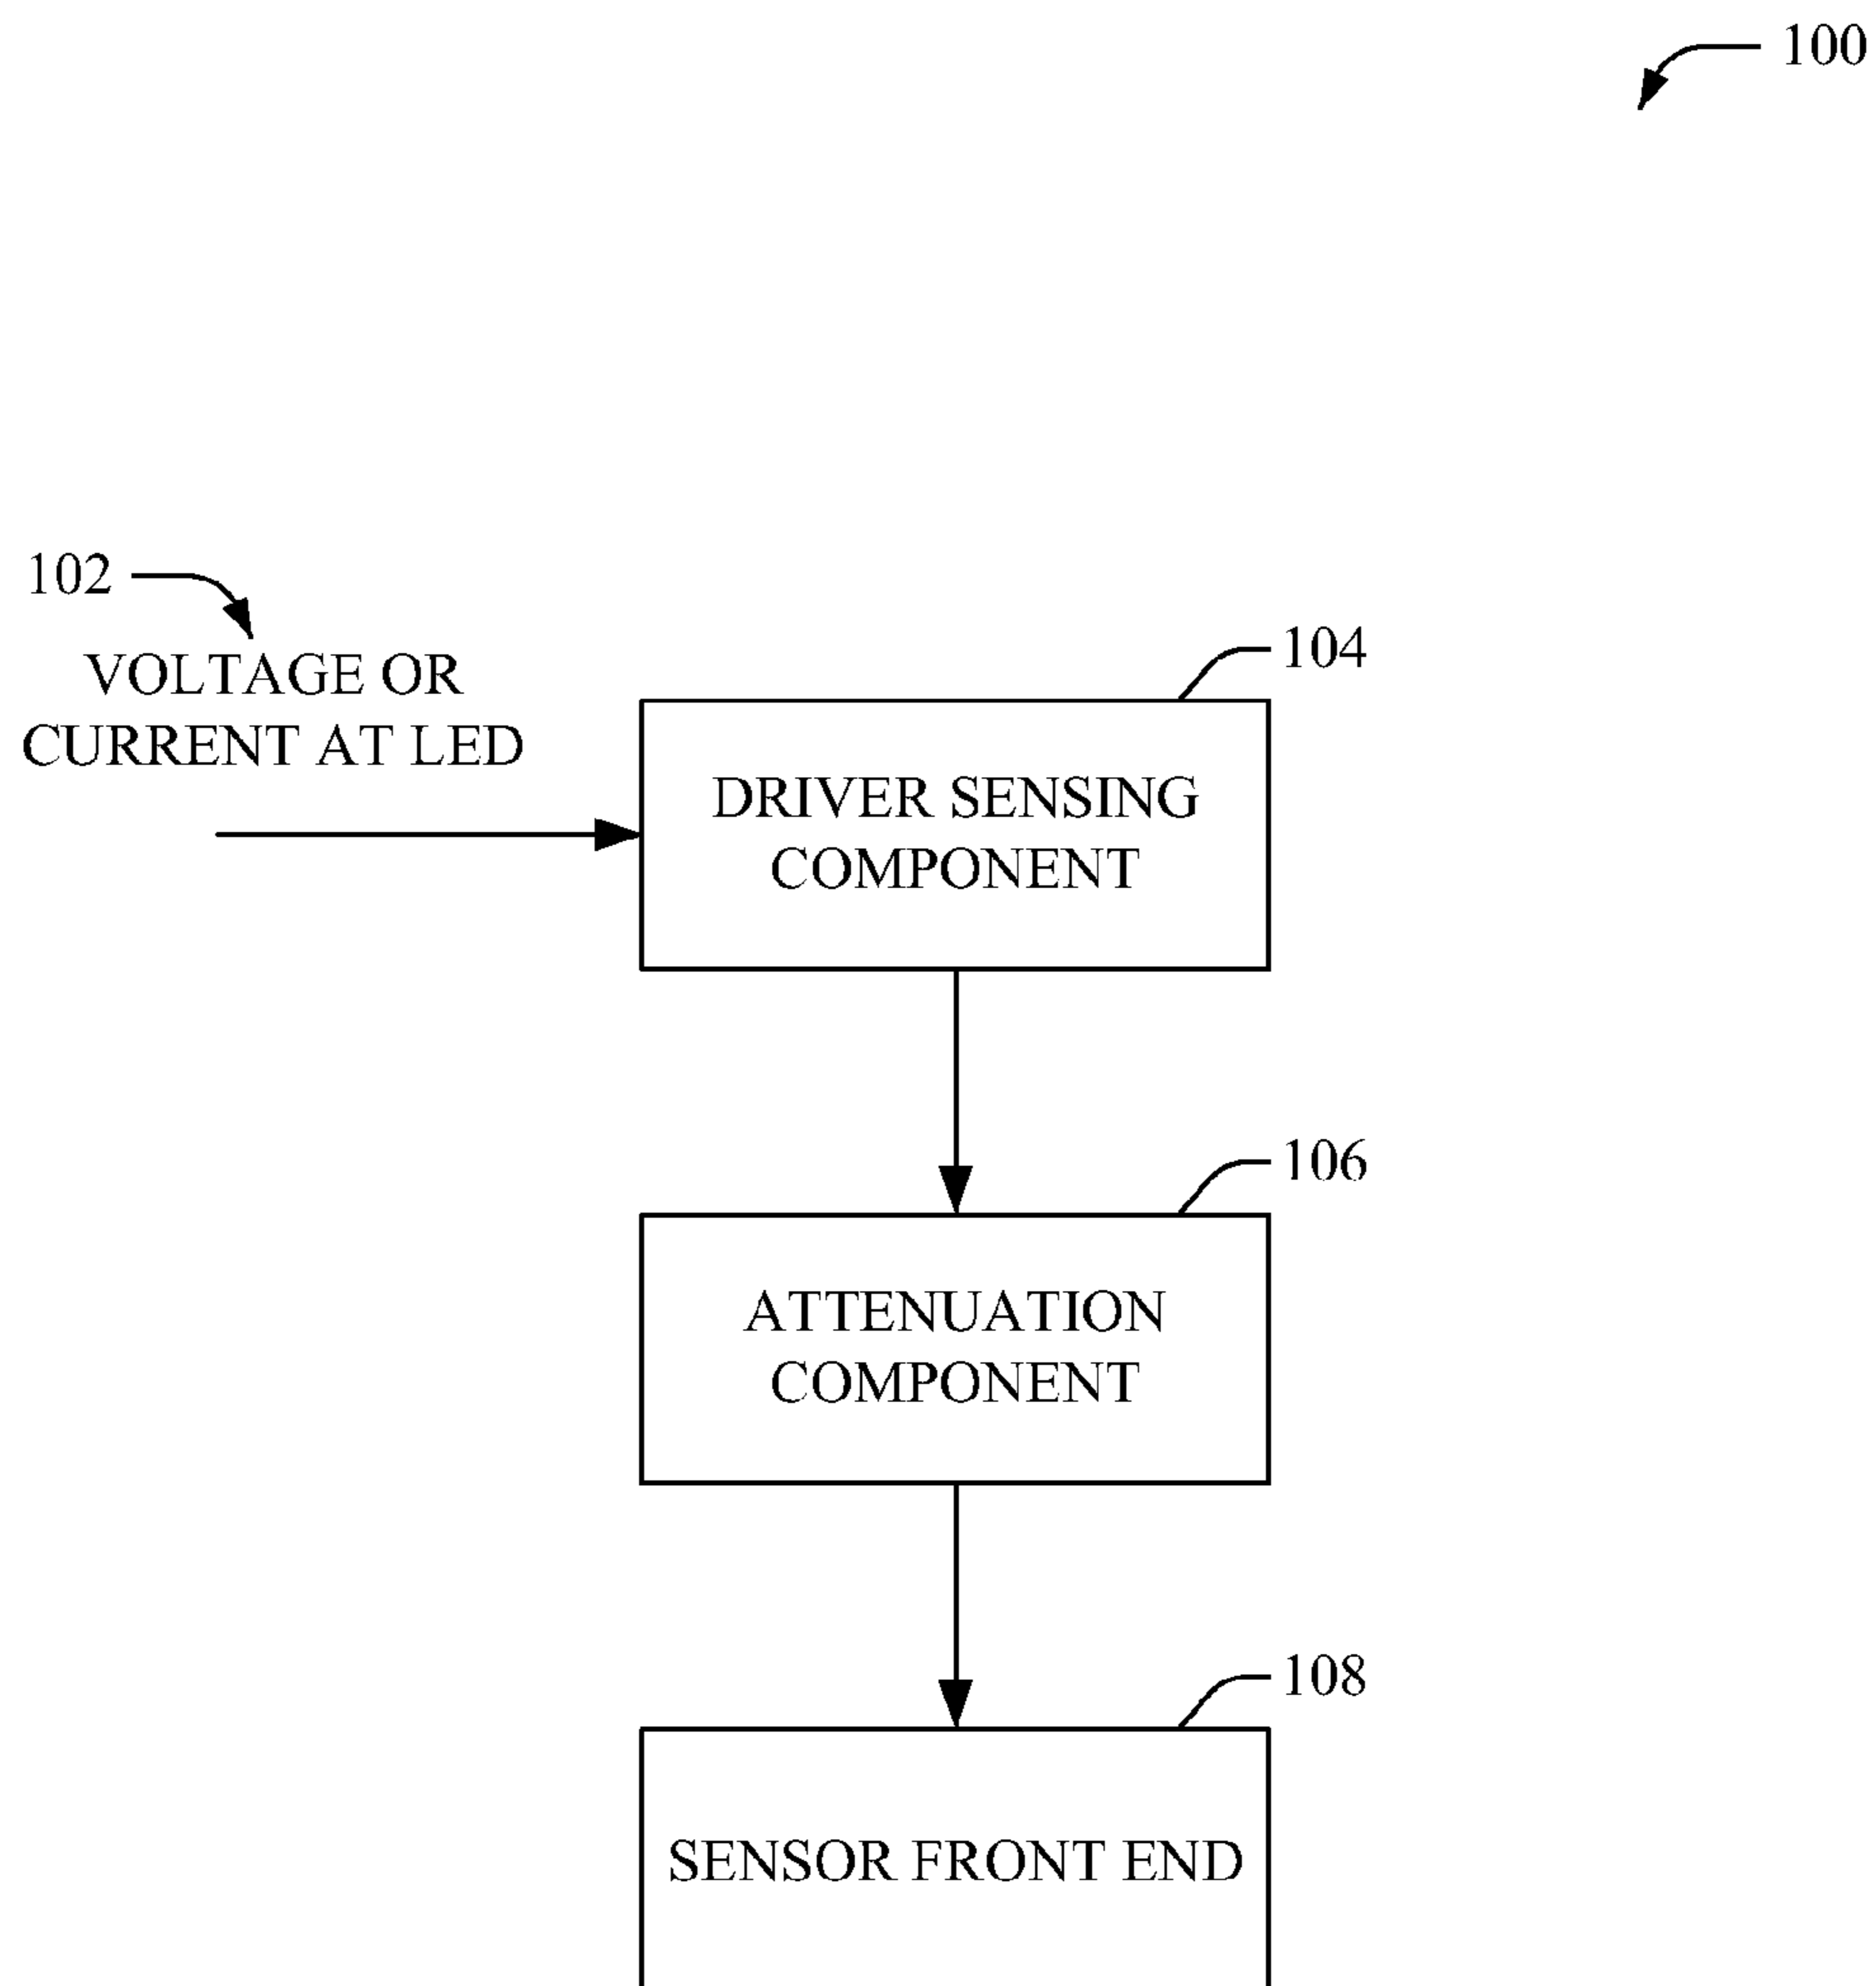 100
102
VOLTAGE OR
CURRENT AT LED
104
DRIVER SENSING
COMPONENT
106
ATTENUATION
COMPONENT
108
SENSOR FRONT END